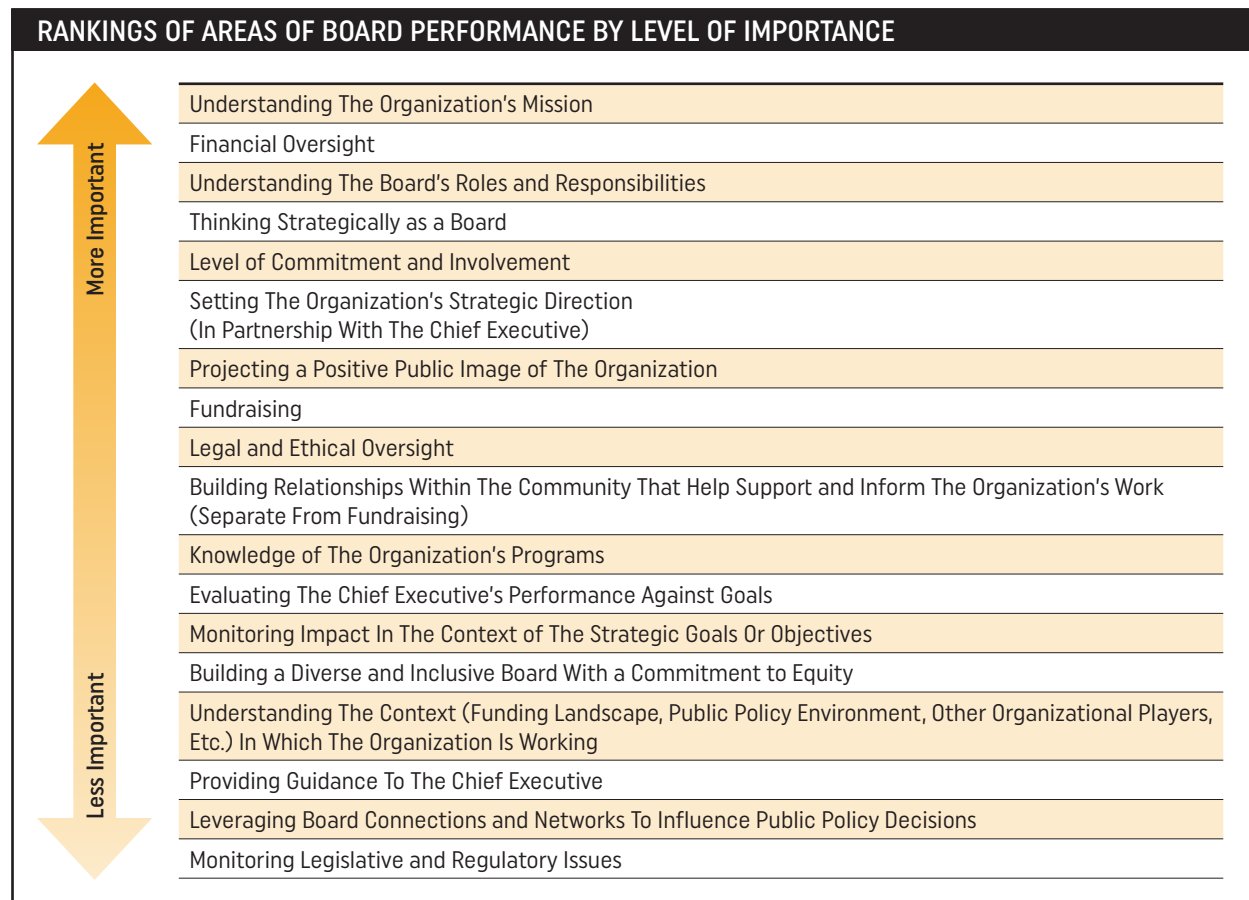 RANKINGS OF AREAS OF BOARD PERFORMANCE BY LEVEL OF IMPORTANCE
More Important
Less Important
Understanding The Organization's Mission
Financial Oversight
Understanding The Board's Roles and Responsibilities
Thinking Strategically as a Board
Level of Commitment and Involvement
Setting The Organization's Strategic Direction
(In Partnership With The Chief Executive)
Projecting a Positive Public Image of The Organization
Fundraising
Legal and Ethical Oversight
Building Relationships Within The Community That Help Support and Inform The Organization's Work
(Separate From Fundraising)
Knowledge of The Organization's Programs
Evaluating The Chief Executive's Performance Against Goals
Monitoring Impact In The Context of The Strategic Goals Or Objectives
Building a Diverse and Inclusive Board With a Commitment to Equity
Understanding The Context (Funding Landscape, Public Policy Environment, Other Organizational Players,
Etc.) In Which The Organization Is Working
Providing Guidance To The Chief Executive
Leveraging Board Connections and Networks To Influence Public Policy Decisions
Monitoring Legislative and Regulatory Issues